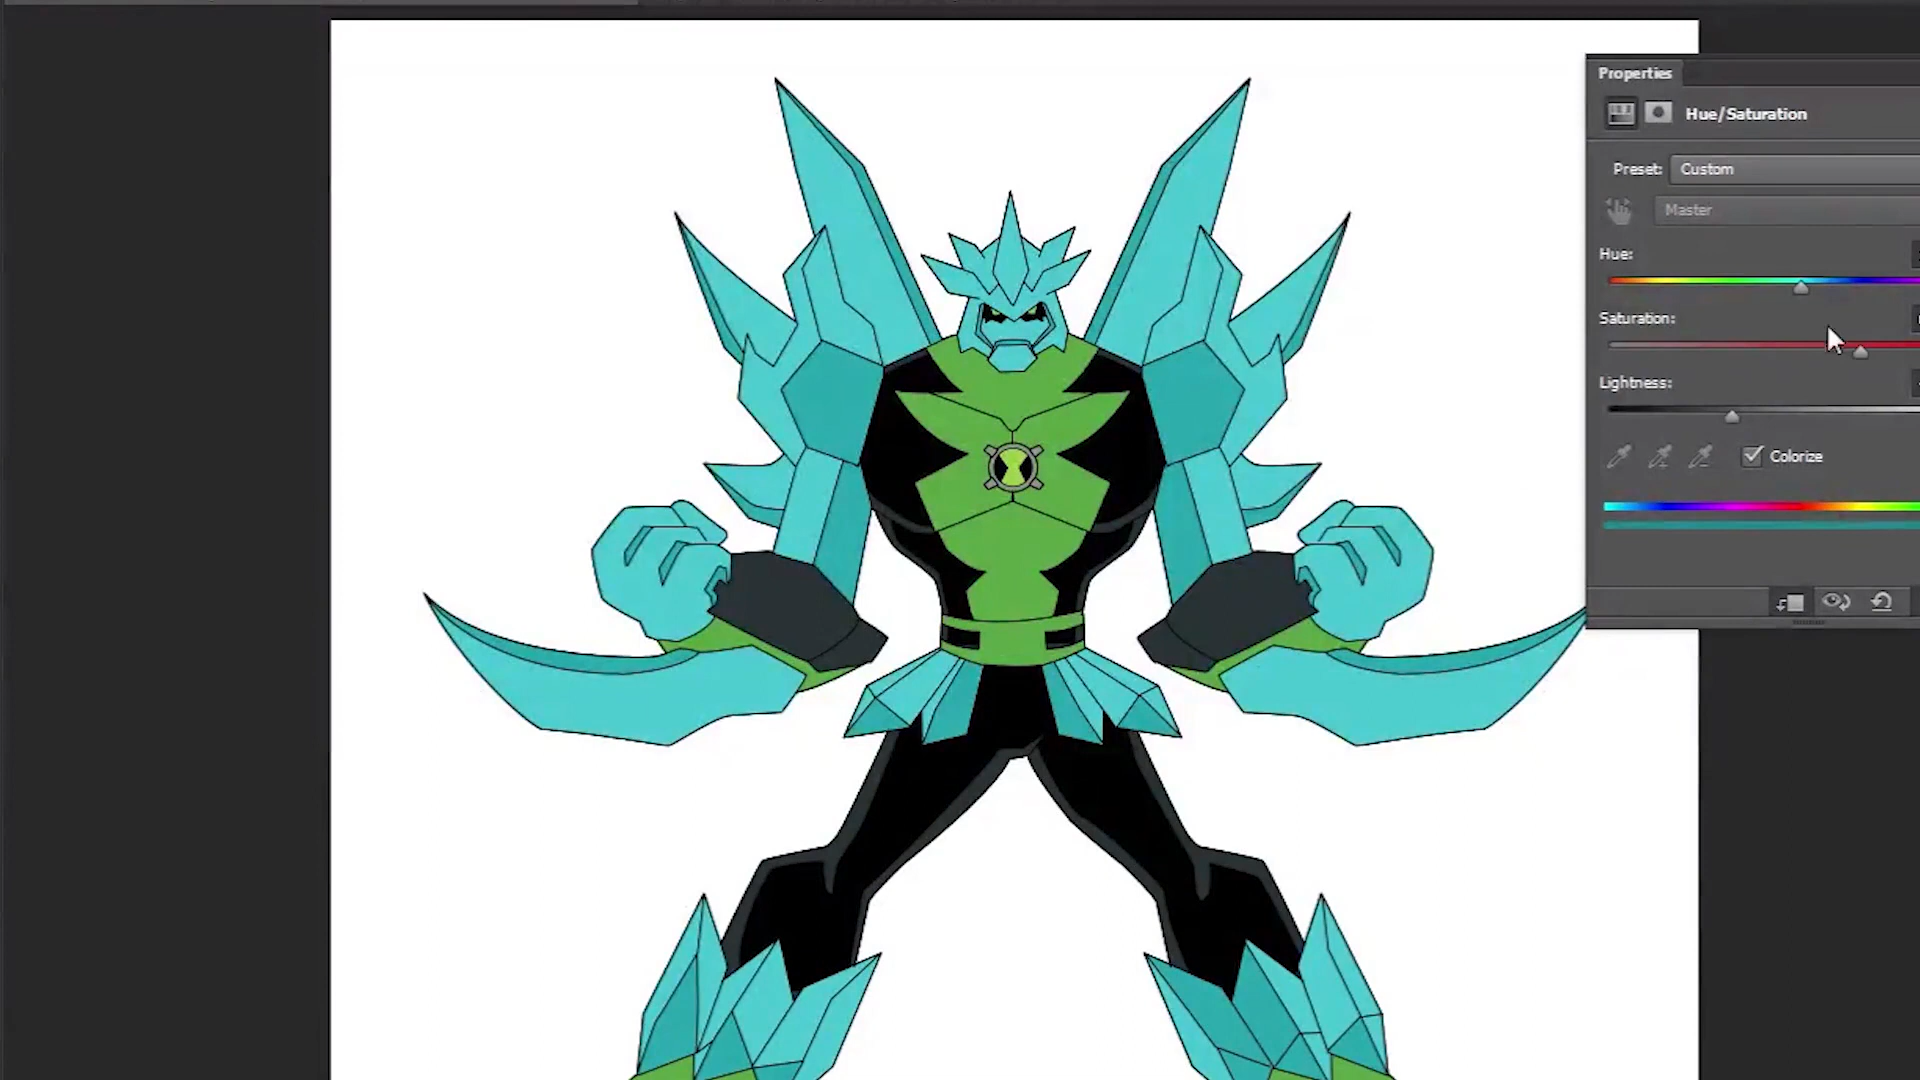 Properties
Hue/Saturation
Preset: Custom
Master
Hue:
Saturation:
Lightness:
Colorize